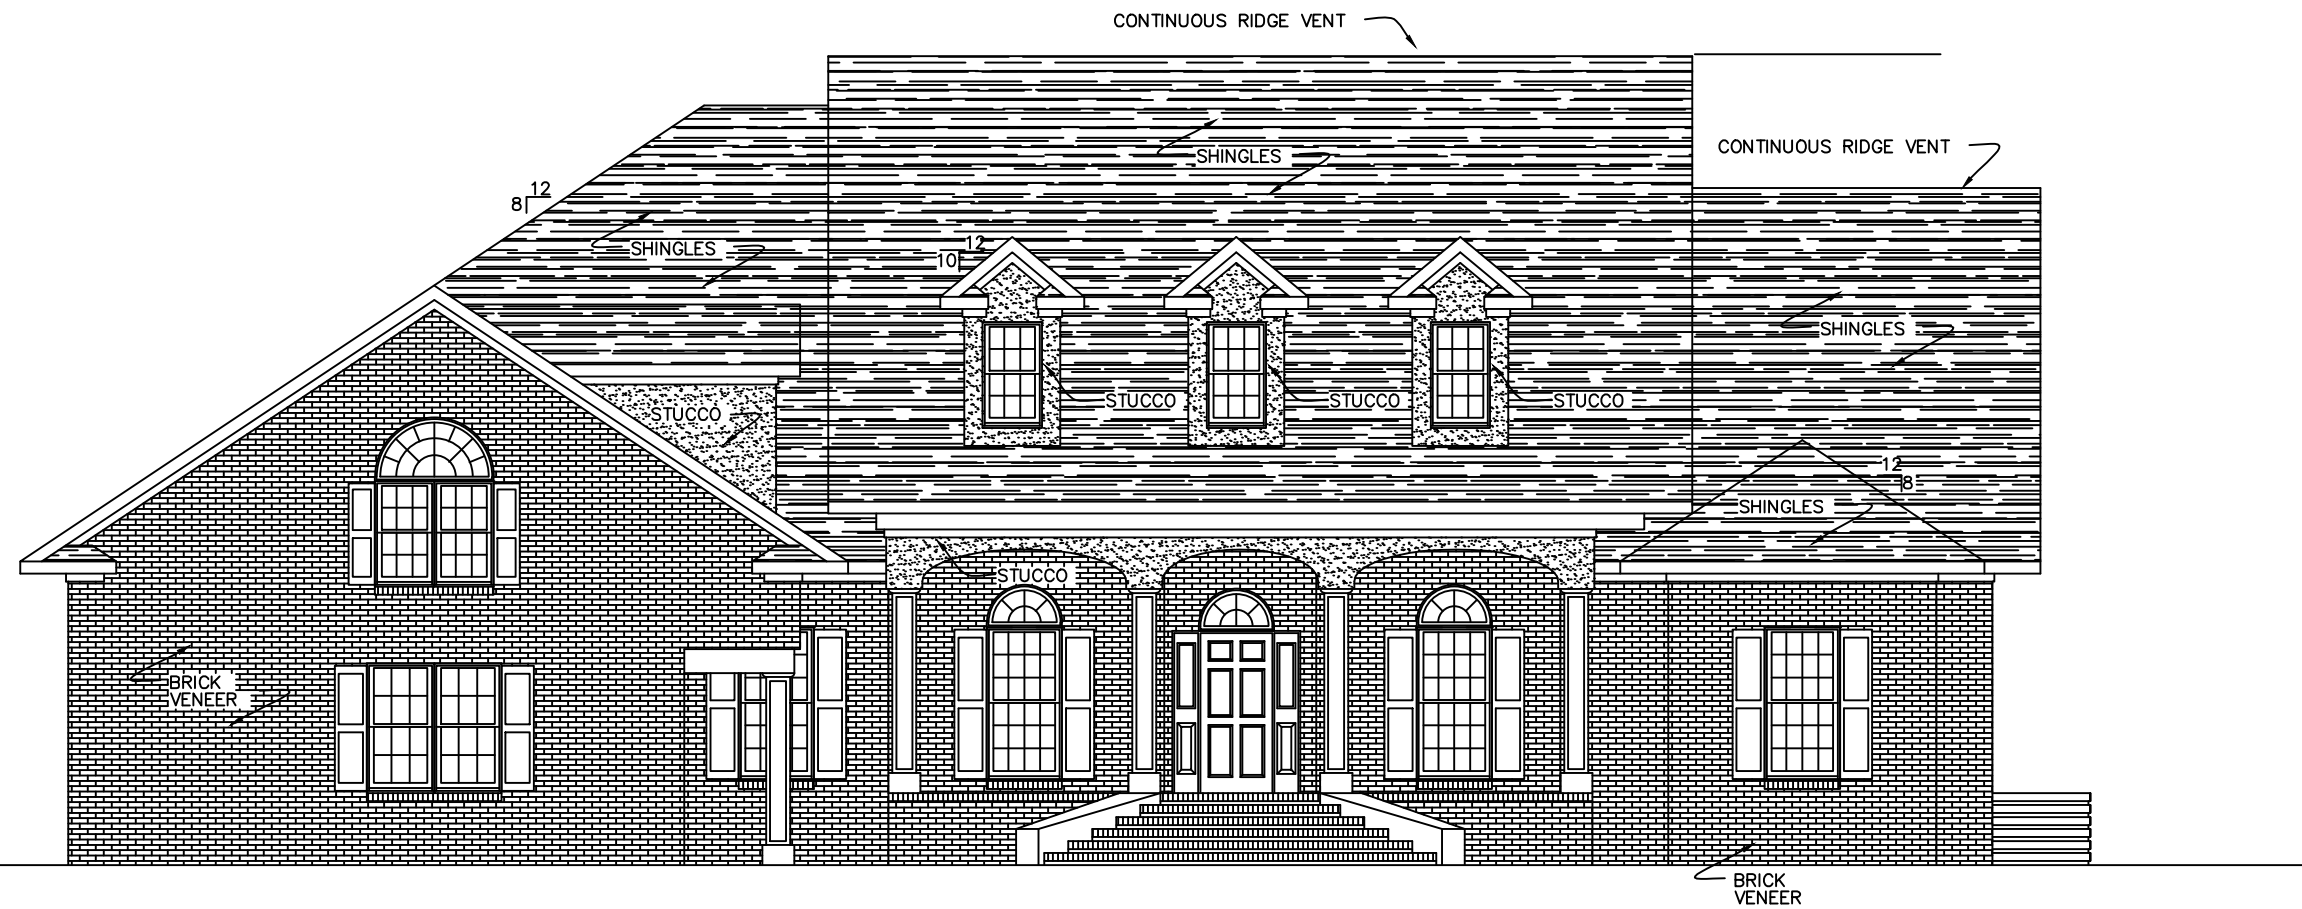 CONTINUOUS RIDGE VENT
CONTINUOUS RIDGE VENT
SHINGLES
12
8
SHINGLES
12
10
SHINGLES
STUCCO
STUCCO
STUCCO
STUCCO
12
8
SHINGLES
STUCCO
BRICK
VENEER
BRICK
VENEER